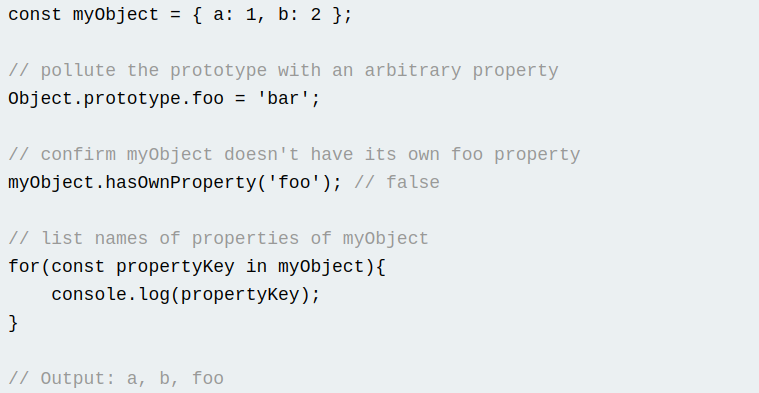 const myObject = { a: 1, b: 2 };
// pollute the prototype with an arbitrary property
Object.prototype.foo = 'bar';
// confirm myObject doesn't have its own foo property
myObject.hasOwnProperty('foo'); // false
// list names of properties of myObject
for(const propertyKey in myObject){
    console.log(propertyKey);
}
// Output: a, b, foo